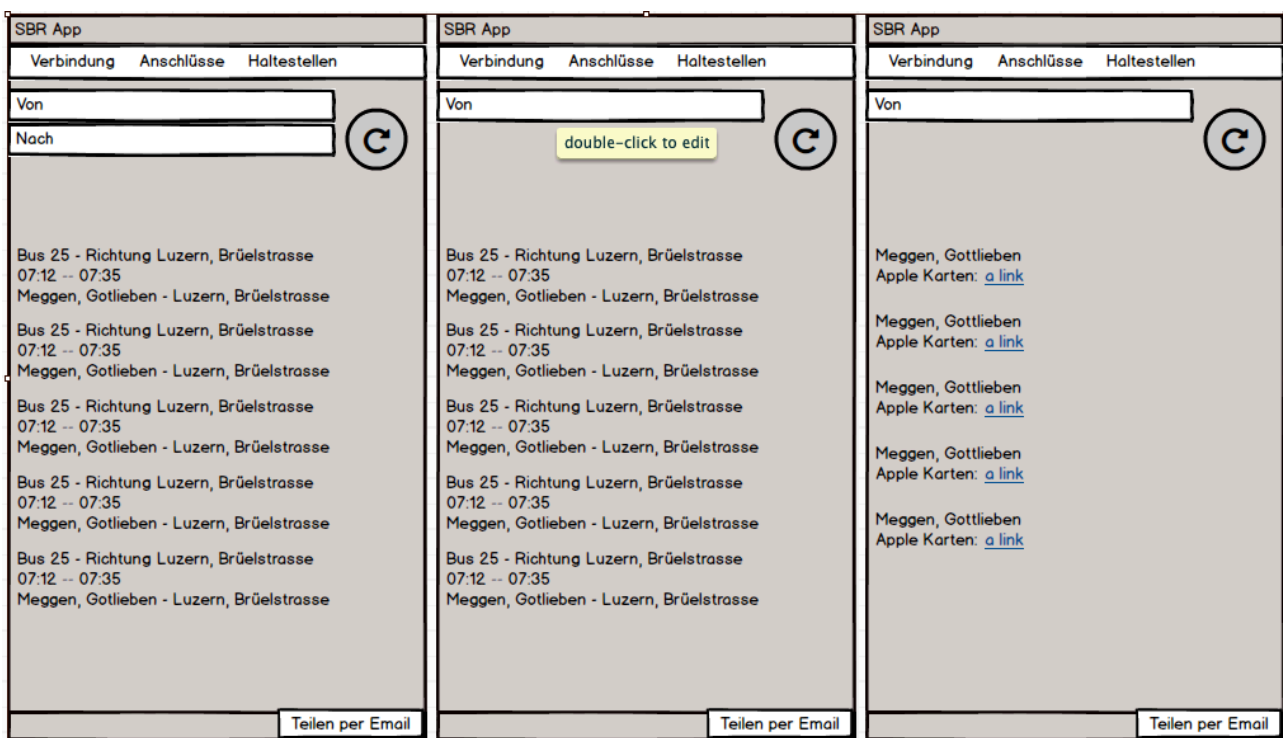 SBR App
Verbindung Anschlüsse Haltestellen
Von
Nach
Bus 25 - Richtung Luzern, Brüelstrasse
07:12 -- 07:35
Meggen, Gotlieben - Luzern, Brüelstrasse
Bus 25 - Richtung Luzern, Brüelstrasse
07:12 -- 07:35
Meggen, Gotlieben - Luzern, Brüelstrasse
Bus 25 - Richtung Luzern, Brüelstrasse
07:12 -- 07:35
Meggen, Gotlieben - Luzern, Brüelstrasse
Bus 25 - Richtung Luzern, Brüelstrasse
07:12 -- 07:35
Meggen, Gotlieben - Luzern, Brüelstrasse
Bus 25 - Richtung Luzern, Brüelstrasse
07:12 -- 07:35
Meggen, Gotlieben - Luzern, Brüelstrasse
Teilen per Email
SBR App
Verbindung Anschlüsse Haltestellen
Von
double-click to edit
Bus 25 - Richtung Luzern, Brüelstrasse
07:12 -- 07:35
Meggen, Gotlieben - Luzern, Brüelstrasse
Bus 25 - Richtung Luzern, Brüelstrasse
07:12 -- 07:35
Meggen, Gotlieben - Luzern, Brüelstrasse
Bus 25 - Richtung Luzern, Brüelstrasse
07:12 -- 07:35
Meggen, Gotlieben - Luzern, Brüelstrasse
Bus 25 - Richtung Luzern, Brüelstrasse
07:12 -- 07:35
Meggen, Gotlieben - Luzern, Brüelstrasse
Bus 25 - Richtung Luzern, Brüelstrasse
07:12 -- 07:35
Meggen, Gotlieben - Luzern, Brüelstrasse
Teilen per Email
SBR App
Verbindung Anschlüsse Haltestellen
Von
Meggen, Gottlieben
Apple Karten: a link
Meggen, Gottlieben
Apple Karten: a link
Meggen, Gottlieben
Apple Karten: a link
Meggen, Gottlieben
Apple Karten: a link
Meggen, Gottlieben
Apple Karten: a link
Teilen per Email